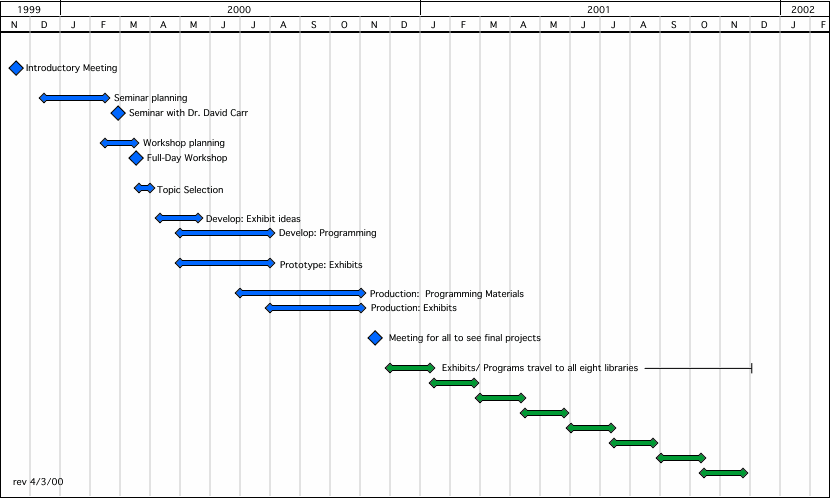 1999 2000 2001 2002
N D J F M A M J J A S O N D J F M A M J J A S O N D J F
Introductory Meeting
Seminar planning
Seminar with Dr. David Carr
Workshop planning
Full-Day Workshop
Topic Selection
Develop: Exhibit ideas
Develop: Programming
Prototype: Exhibits
Production: Programming Materials
Production: Exhibits
Meeting for all to see final projects
Exhibits/ Programs travel to all eight libraries
rev 4/3/00